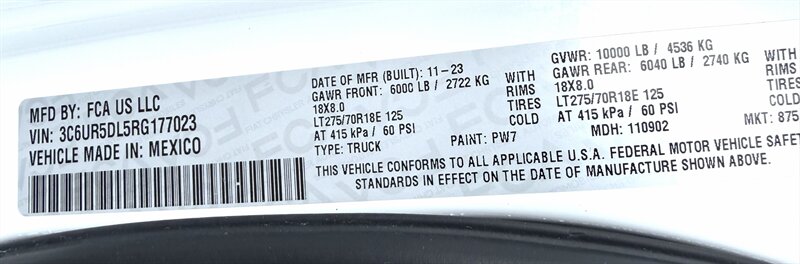 MFD BY: FCA US LLC
VIN: 3C6UR5DL5RG177023
VEHICLE MADE IN: MEXICO
DATE OF MFR (BUILT): 11-23
GAWR FRONT: 6000 LB / 2722 KG WITH
18X8.0 RIMS
LT275/70R18E 125 TIRES
AT 415 kPa / 60 PSI COLD
TYPE: TRUCK PAINT: PW7
GVWR: 10000 LB / 4536 KG
GAWR REAR: 6040 LB / 2740 KG WITH
18X8.0 RIMS
LT275/70R18E 125 TIRES
AT 415 kPa / 60 PSI COLD
MDH: 110902 MKT: 875
THIS VEHICLE CONFORMS TO ALL APPLICABLE U.S.A. FEDERAL MOTOR VEHICLE SAFETY
STANDARDS IN EFFECT ON THE DATE OF MANUFACTURE SHOWN ABOVE.